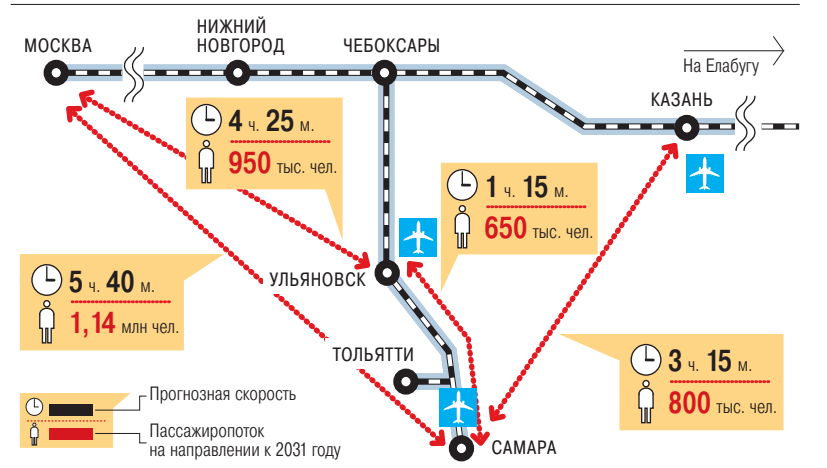 МОСКВА
НИЖНИЙ
НОВГОРОД
ЧЕБОКСАРЫ
На Елабугу
КАЗАНЬ
4 ч. 25 м.
950 тыс. чел.
1 ч. 15 м.
650 тыс. чел.
УЛЬЯНОВСК
5 ч. 40 м.
1,14 млн чел.
ТОЛЬЯТТИ
3 ч. 15 м.
800 тыс. чел.
Прогнозная скорость
Пассажиропоток
на направлении к 2031 году
САМАРА